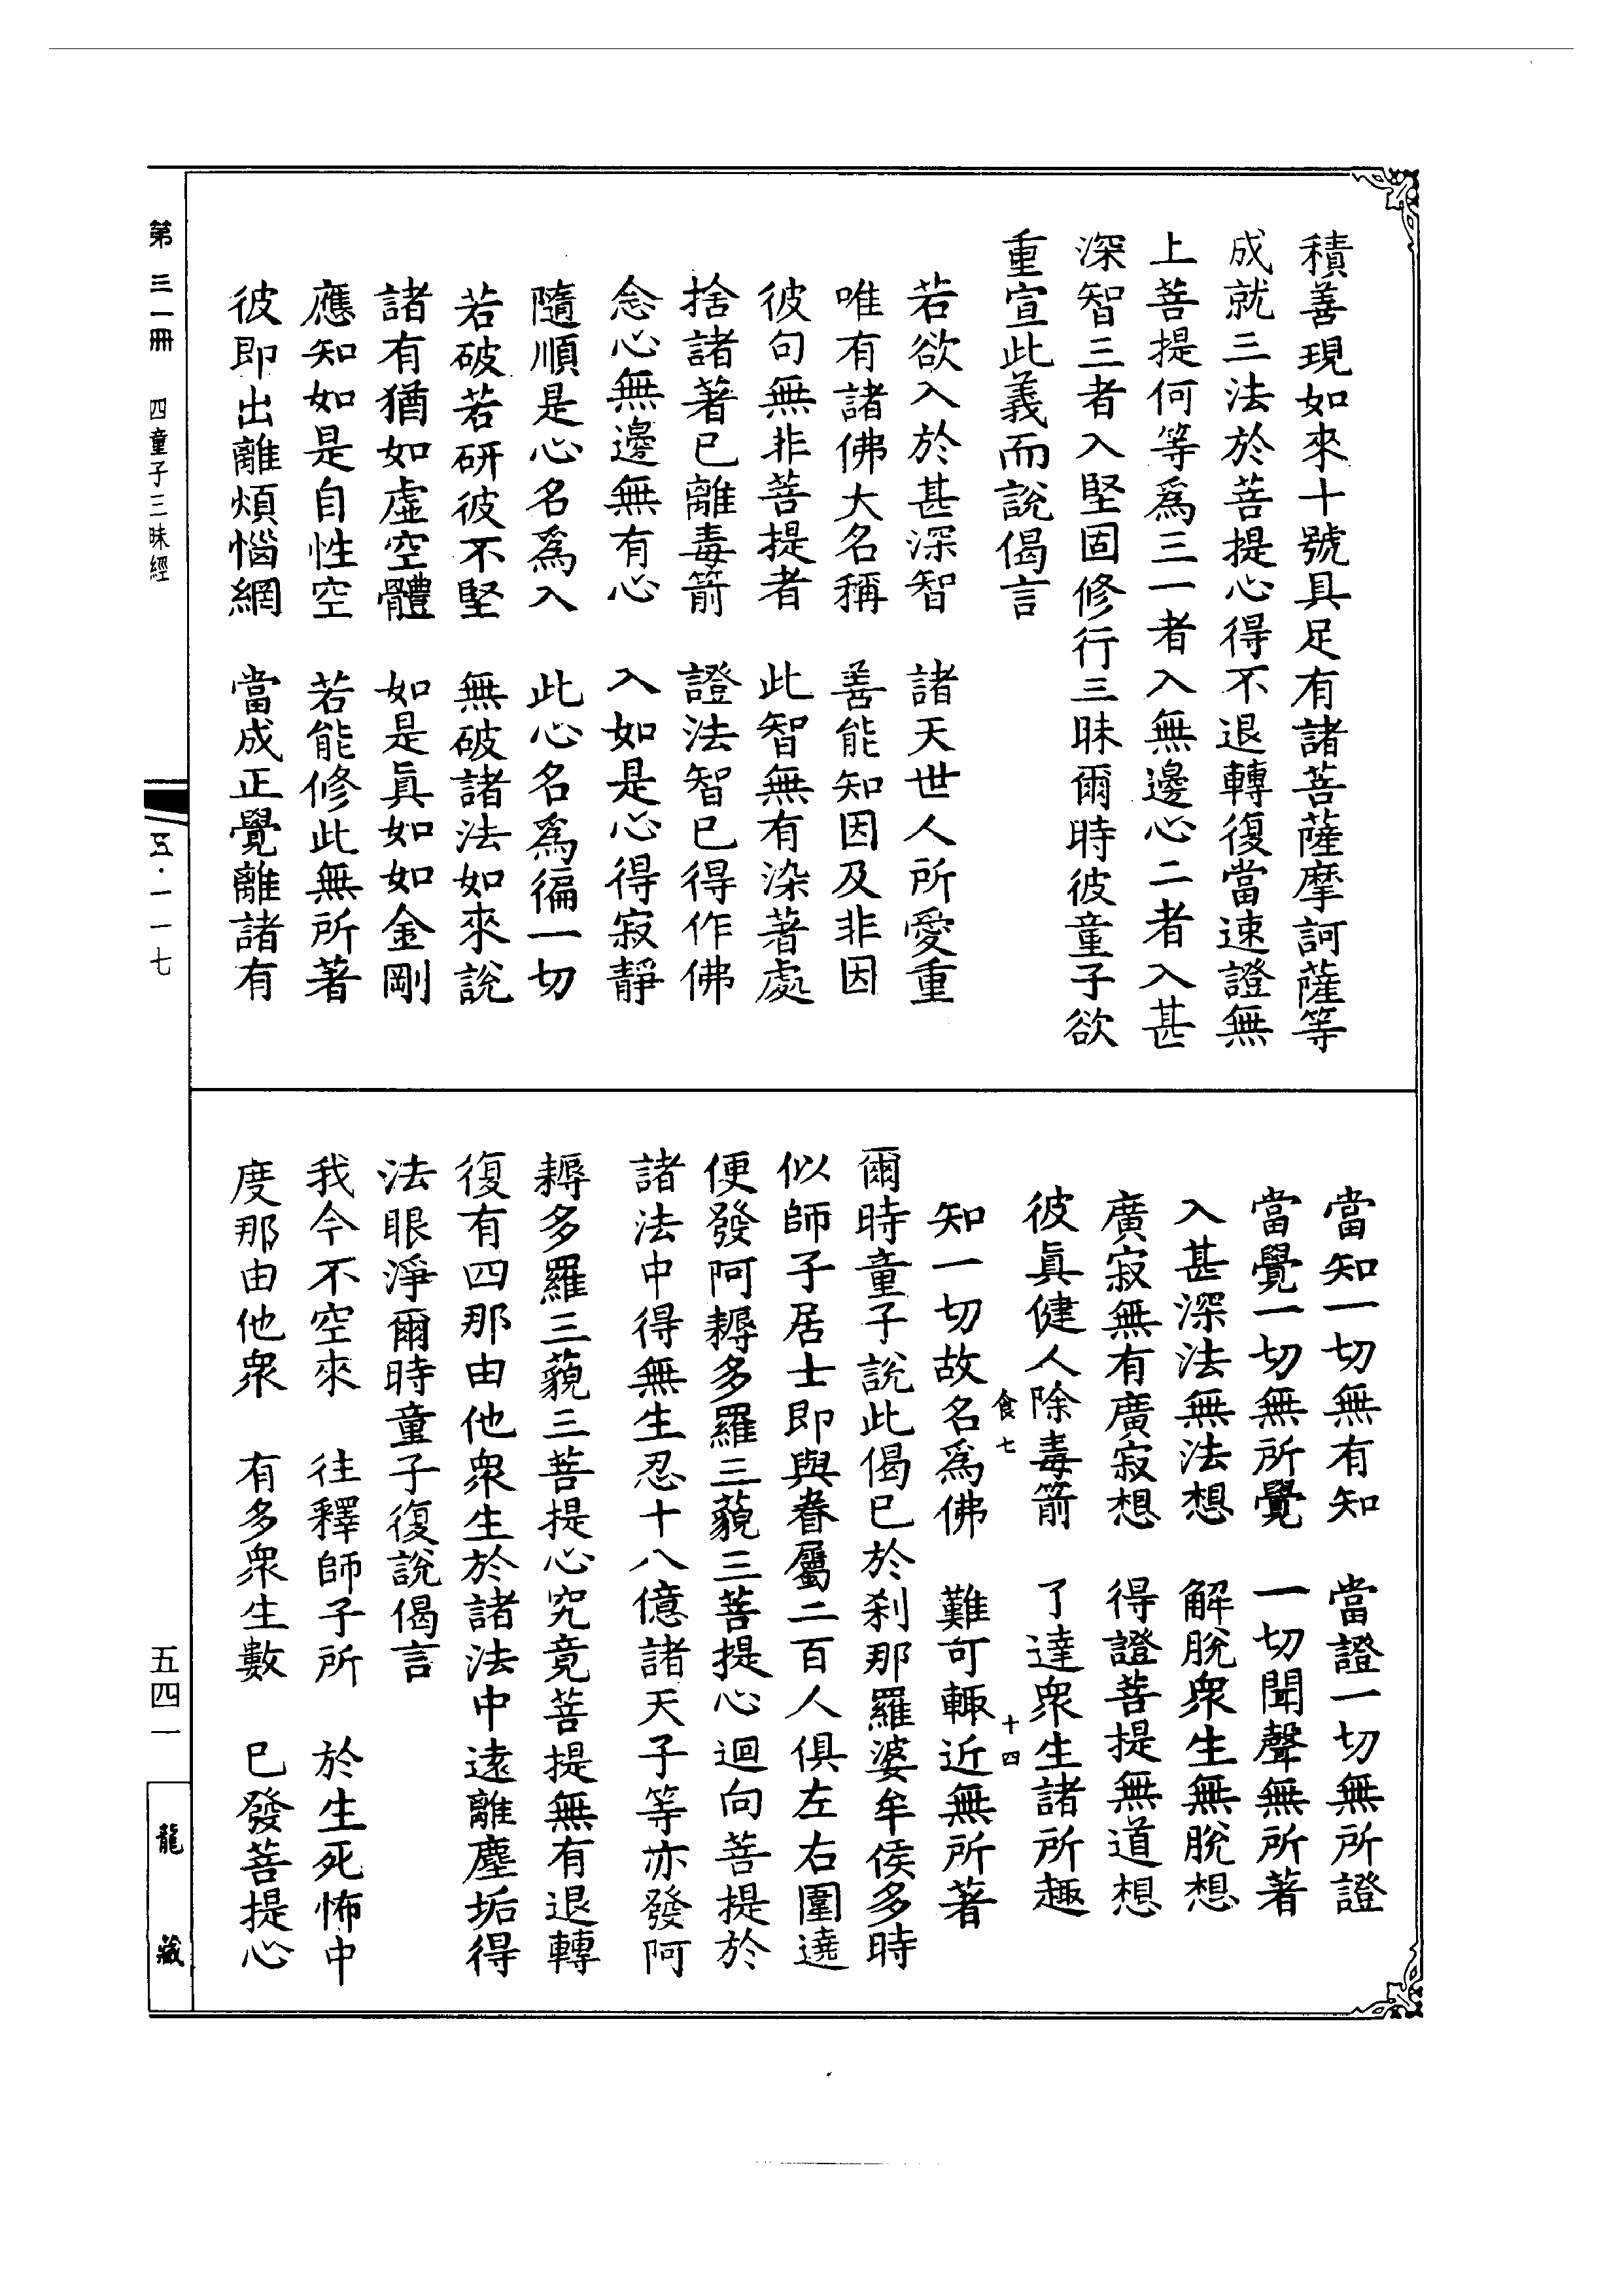 積善現如來十號具足有諸菩薩摩訶薩等
成就三法於菩提心得不退轉復當速證無
上菩提何等爲三一者入無邊心二者入甚
深智三者入堅固修行三昧爾時彼童子欲
重宣此義而說偈言
若欲入於甚深智　諸天世人所愛重
唯有諸佛大名稱　善能知因及非因
彼句無非菩提者　此智無有染著處
捨諸著已離毒箭　證法智已得作佛
念心無邊無有心　入如是心得寂靜
隨順是心名爲入　此心名爲徧一切
若破若研彼不堅　無破諸法如來說
諸有猶如虛空體　如是眞如如金剛
應知如是自性空　若能修此無所著
彼即出離煩惱網　當成正覺離諸有
當知一切無有知　當證一切無所證
當覺一切無所覺　一切聞聲無所著
入甚深法無法想　解脫衆生無脫想
廣寂無有廣寂想　得證菩提無道想
彼眞健人除毒箭　了達衆生諸所趣
食七　十四
知一切故名爲佛　難可輙近無所著
爾時童子說此偈已於刹那羅婆牟侯多時
似師子居士即與眷屬二百人俱左右圍遶
便發阿耨多羅三藐三菩提心迴向菩提於
諸法中得無生忍十八億諸天子等亦發阿
耨多羅三藐三菩提心究竟菩提無有退轉
復有四那由他衆生於諸法中遠離塵垢得
法眼淨爾時童子復說偈言
我今不空來　往釋師子所　於生死怖中
度那由他衆　有多衆生數　已發菩提心
第三一冊　四童子三昧經
五·一一七
五四一
龍藏